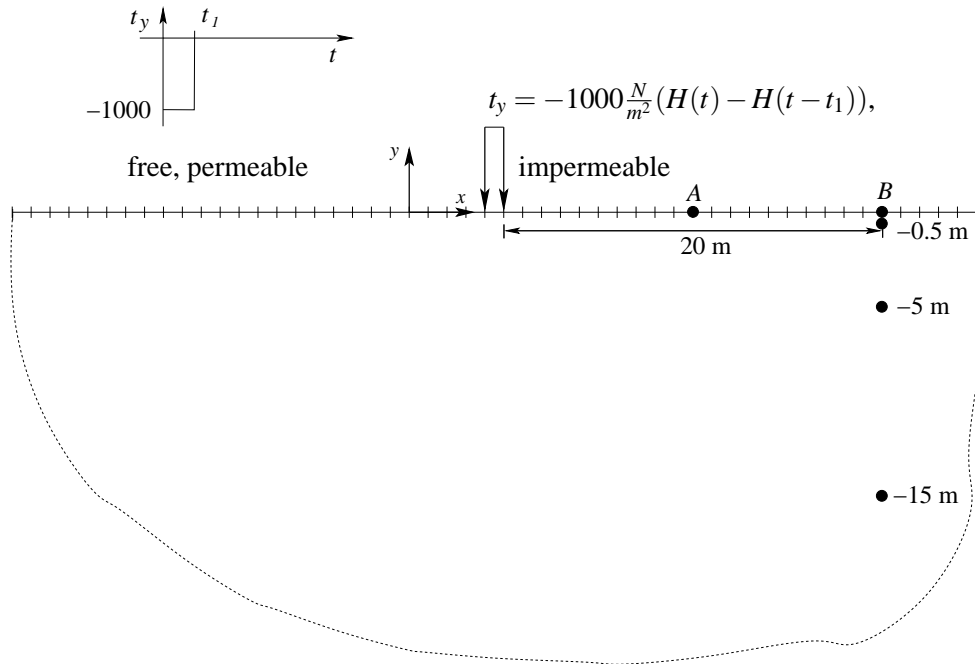 t_y t_1
t
–1000
t_y = −1000 N/m² (H(t) − H(t − t_1)),
free, permeable
y
impermeable
x
A
B
–0.5 m
20 m
–5 m
–15 m